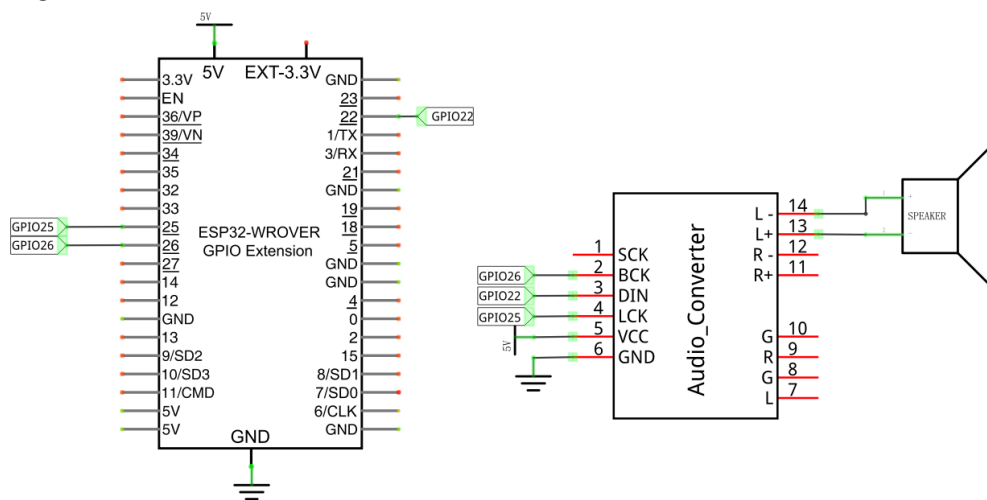 5V
5V EXT-3.3V
3.3V
EN
36/VP
39/VN
34
35
32
33
25
26
27
14
12
GND
13
9/SD2
10/SD3
11/CMD
5V
5V
GND
23
22
1/TX
3/RX
21
GND
19
18
5
GND
GND
4
0
2
15
8/SD1
7/SD0
6/CLK
GND
ESP32-WROVER
GPIO Extension
GND
GPIO25
GPIO26
GPIO22
GPIO26
GPIO22
GPIO25
5V
1 SCK
2 BCK
3 DIN
4 LCK
5 VCC
6 GND
Audio_Converter
L - 14
L+ 13
R - 12
R+ 11
G 10
R 9
G 8
L 7
SPEAKER
+